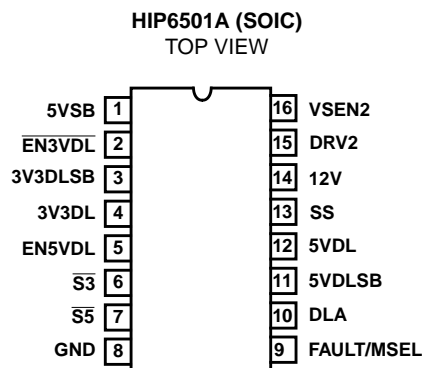 HIP6501A (SOIC)
TOP VIEW
5VSB 1
EN3VDL 2
3V3DLSB 3
3V3DL 4
EN5VDL 5
S3 6
S5 7
GND 8
16 VSEN2
15 DRV2
14 12V
13 SS
12 5VDL
11 5VDLSB
10 DLA
9 FAULT/MSEL